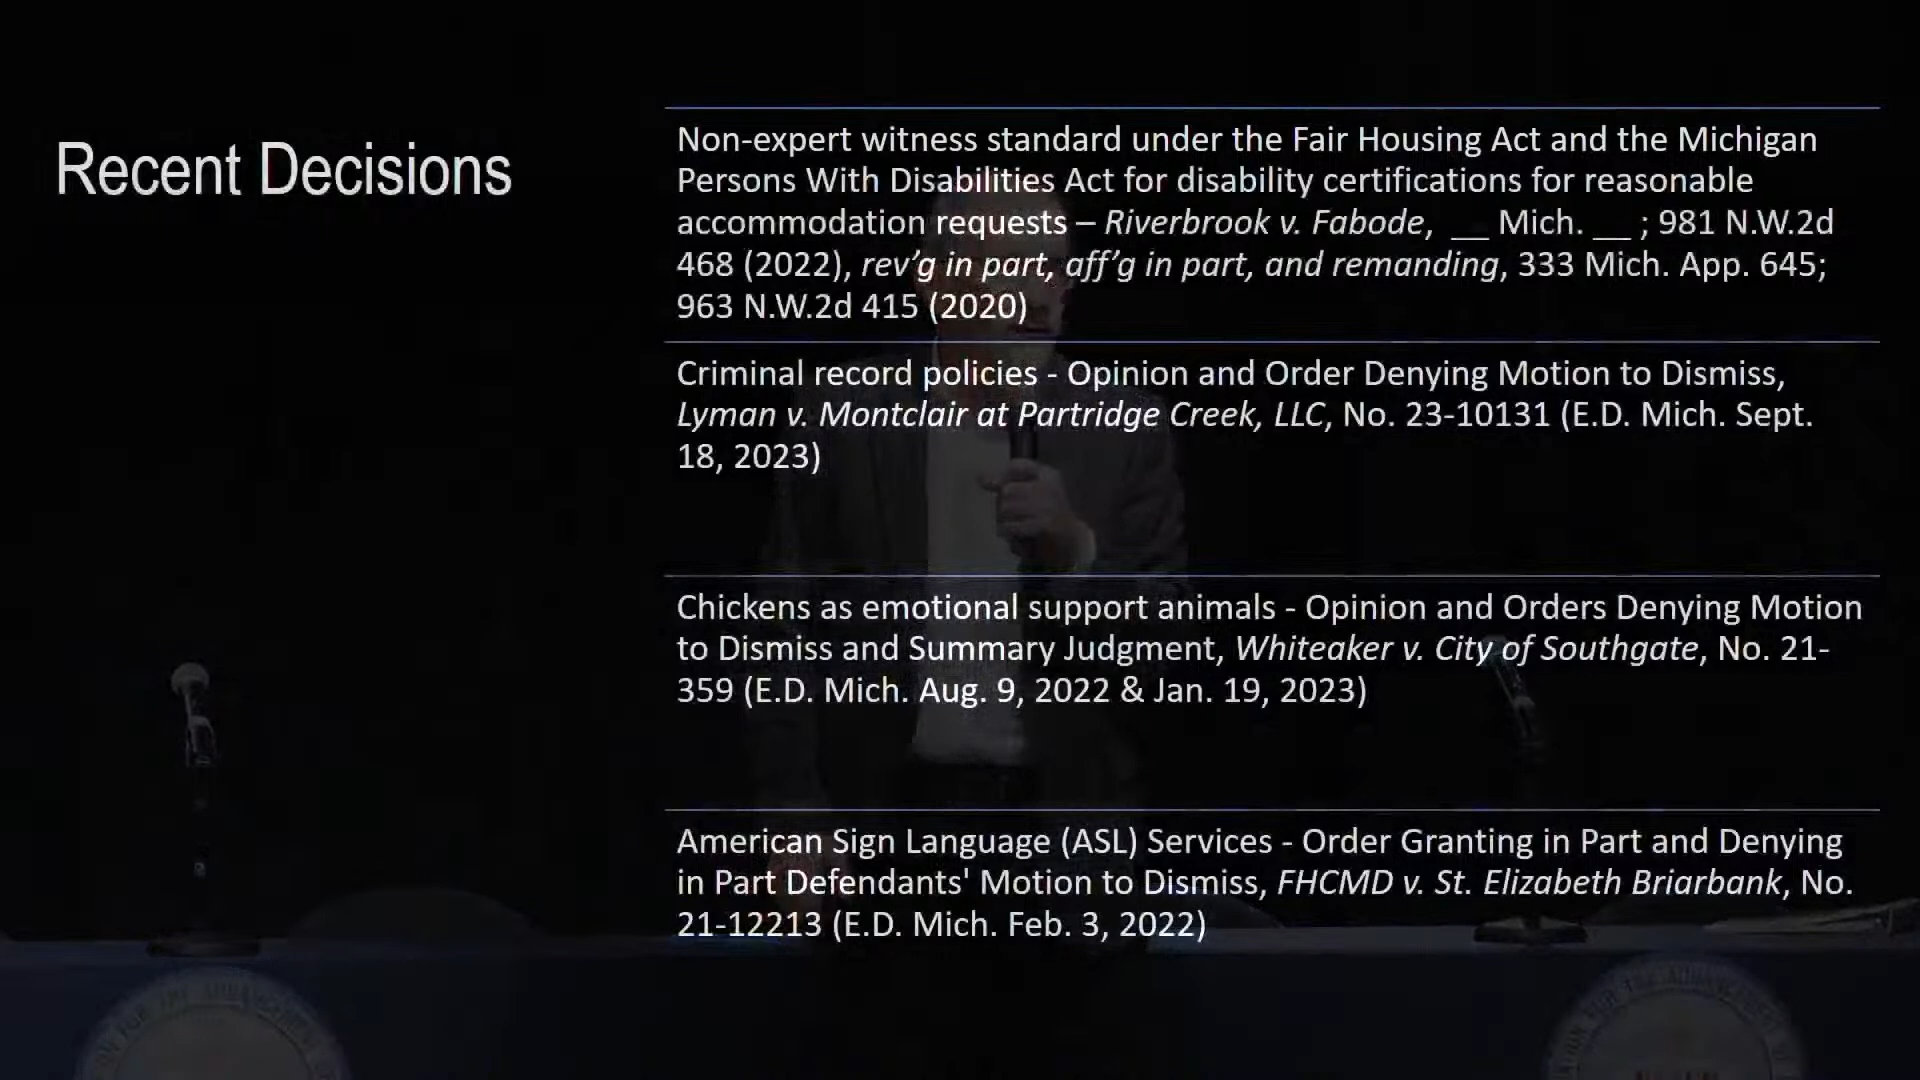 Recent Decisions
Non-expert witness standard under the Fair Housing Act and the Michigan
Persons With Disabilities Act for disability certifications for reasonable
accommodation requests – Riverbrook v. Fabode, __ Mich. __ ; 981 N.W.2d
468 (2022), rev’g in part, aff’g in part, and remanding, 333 Mich. App. 645;
963 N.W.2d 415 (2020)
Criminal record policies - Opinion and Order Denying Motion to Dismiss,
Lyman v. Montclair at Partridge Creek, LLC, No. 23-10131 (E.D. Mich. Sept.
18, 2023)
Chickens as emotional support animals - Opinion and Orders Denying Motion
to Dismiss and Summary Judgment, Whiteaker v. City of Southgate, No. 21-
359 (E.D. Mich. Aug. 9, 2022 & Jan. 19, 2023)
American Sign Language (ASL) Services - Order Granting in Part and Denying
in Part Defendants' Motion to Dismiss, FHCMD v. St. Elizabeth Briarbank, No.
21-12213 (E.D. Mich. Feb. 3, 2022)